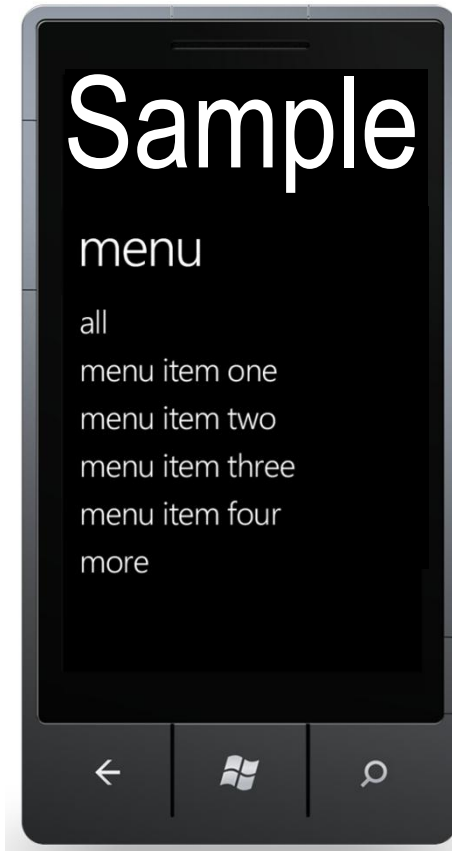 Sample
menu
all
menu item one
menu item two
menu item three
menu item four
more